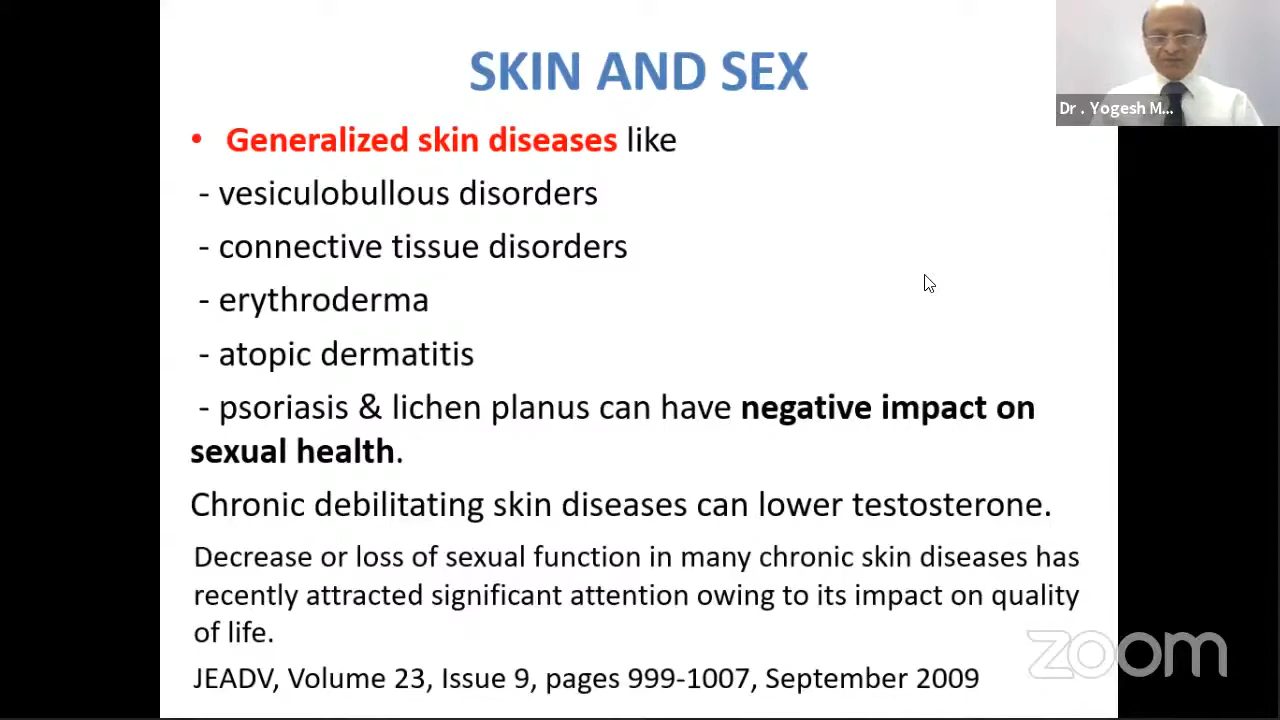 SKIN AND SEX
Dr . Yogesh M...
• Generalized skin diseases like
- vesiculobullous disorders
- connective tissue disorders
- erythroderma
- atopic dermatitis
- psoriasis & lichen planus can have negative impact on
sexual health.
Chronic debilitating skin diseases can lower testosterone.
Decrease or loss of sexual function in many chronic skin diseases has
recently attracted significant attention owing to its impact on quality
of life.
zoom
JEADV, Volume 23, Issue 9, pages 999-1007, September 2009